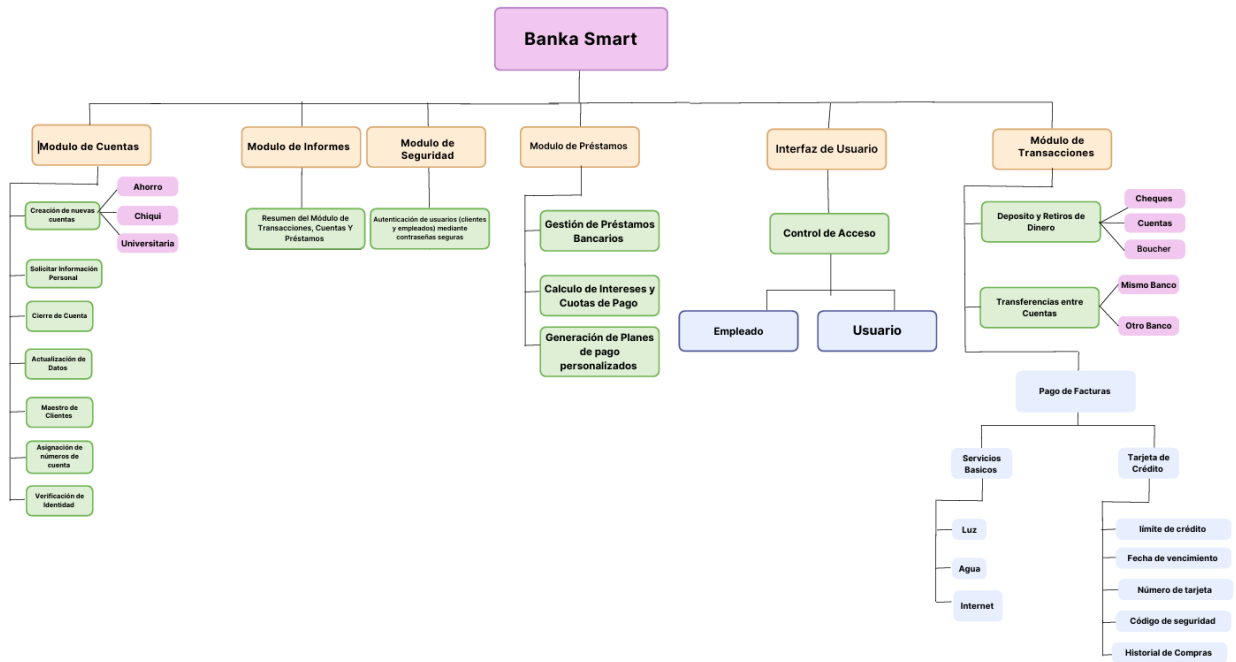 Banka Smart
Modulo de Cuentas
Modulo de Informes
Modulo de
Seguridad
Modulo de Préstamos
Interfaz de Usuario
Módulo de
Transacciones
Creación de nuevas
cuentas
Ahorro
Chiqui
Universitaria
Solicitar Información
Personal
Cierre de Cuenta
Actualización de
Datos
Maestro de
Clientes
Asignación de
números de
cuenta
Verificación de
Identidad
Resumen del Módulo de
Transacciones, Cuentas Y
Préstamos
Autenticación de usuarios (clientes
y empleados) mediante
contraseñas seguras
Gestión de Préstamos
Bancarios
Calculo de Intereses y
Cuotas de Pago
Generación de Planes
de pago
personalizados
Control de Acceso
Empleado
Usuario
Deposito y Retiros de
Dinero
Cheques
Cuentas
Boucher
Transferencias entre
Cuentas
Mismo Banco
Otro Banco
Pago de Facturas
Servicios
Basicos
Luz
Agua
Internet
Tarjeta de
Crédito
límite de crédito
Fecha de vencimiento
Número de tarjeta
Código de seguridad
Historial de Compras